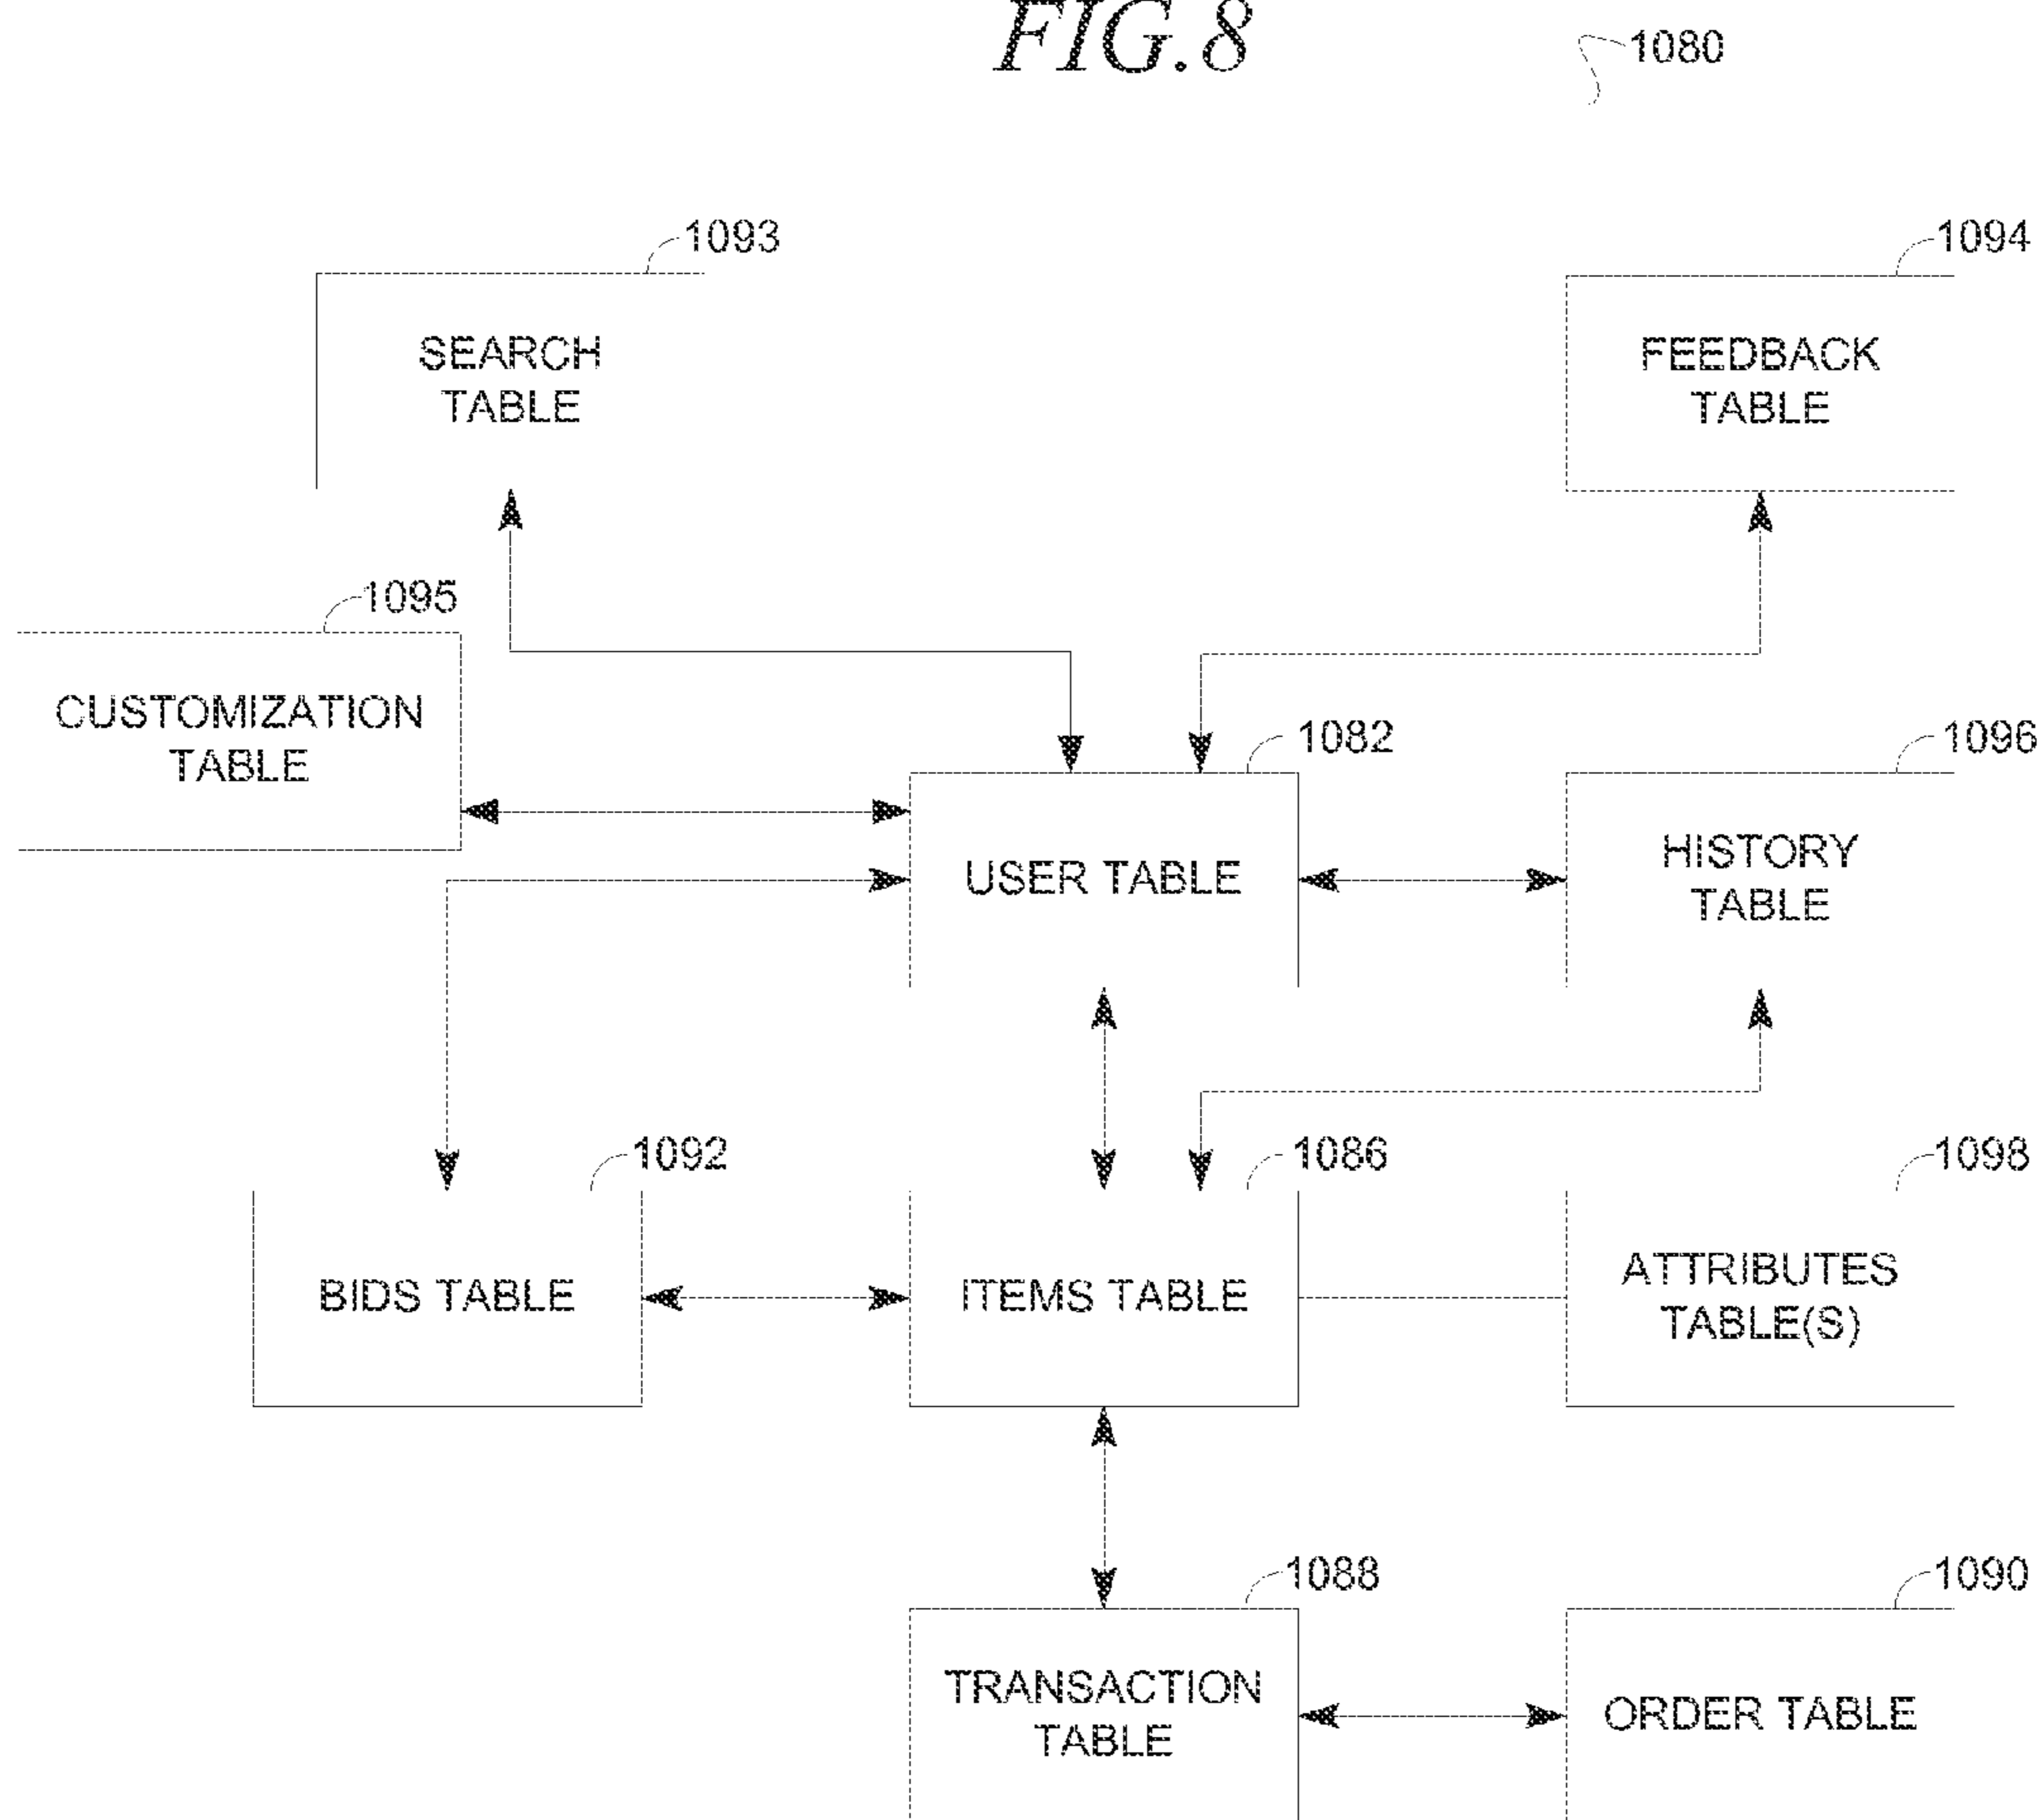 FIG.8
1080
1093
1094
SEARCH
TABLE
FEEDBACK
TABLE
1095
CUSTOMIZATION
TABLE
1082
1096
USER TABLE
HISTORY
TABLE
1092
1086
1098
BIDS TABLE
ITEMS TABLE
ATTRIBUTES
TABLE(S)
1088
1090
TRANSACTION
TABLE
ORDER TABLE